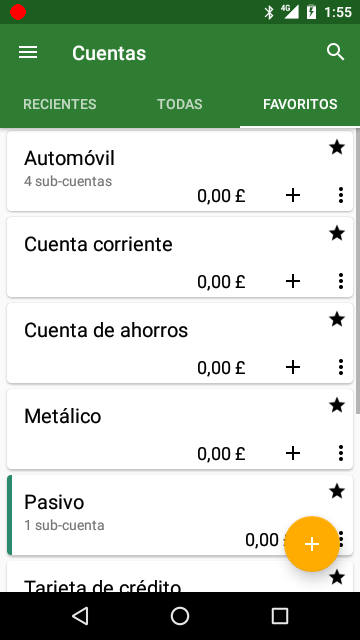 4G 1:55
Cuentas
RECIENTES TODAS FAVORITOS
Automóvil
4 sub-cuentas
0,00 £
Cuenta corriente
0,00 £
Cuenta de ahorros
0,00 £
Metálico
0,00 £
Pasivo
1 sub-cuenta
0,00 £
Tarjeta de crédito